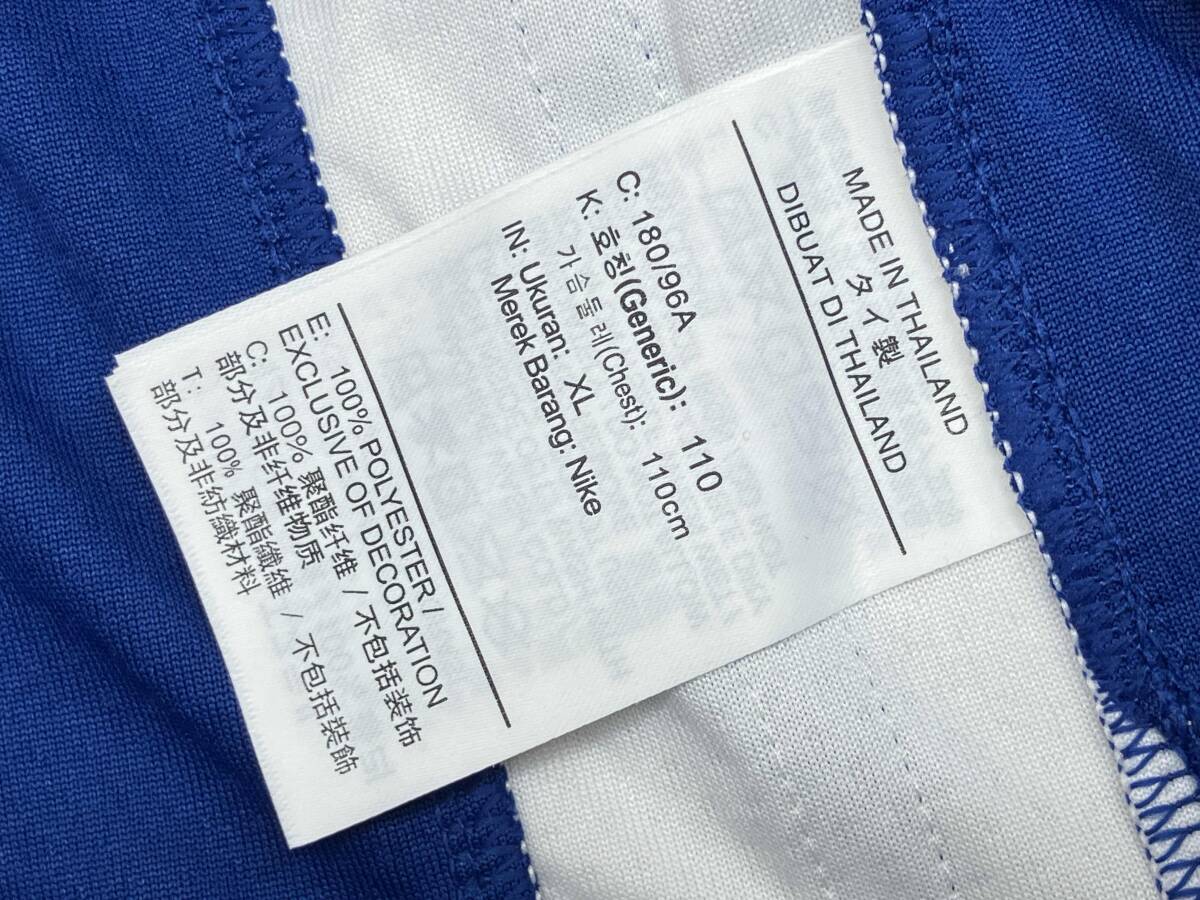 MADE IN THAILAND
タイ製
DIBUAT DI THAILAND
C: 180/96A
K: 호칭(Generic): 110
가슴둘레(Chest): 110cm
IN: Ukuran: XL
Merek Barang: Nike
E: 100% POLYESTER /
EXCLUSIVE OF DECORATION
C: 100% 聚酯纤维 / 不包括装饰
部分及非纤维物质
T: 100% 聚酯纖維 / 不包括裝飾
部分及非紡織材料